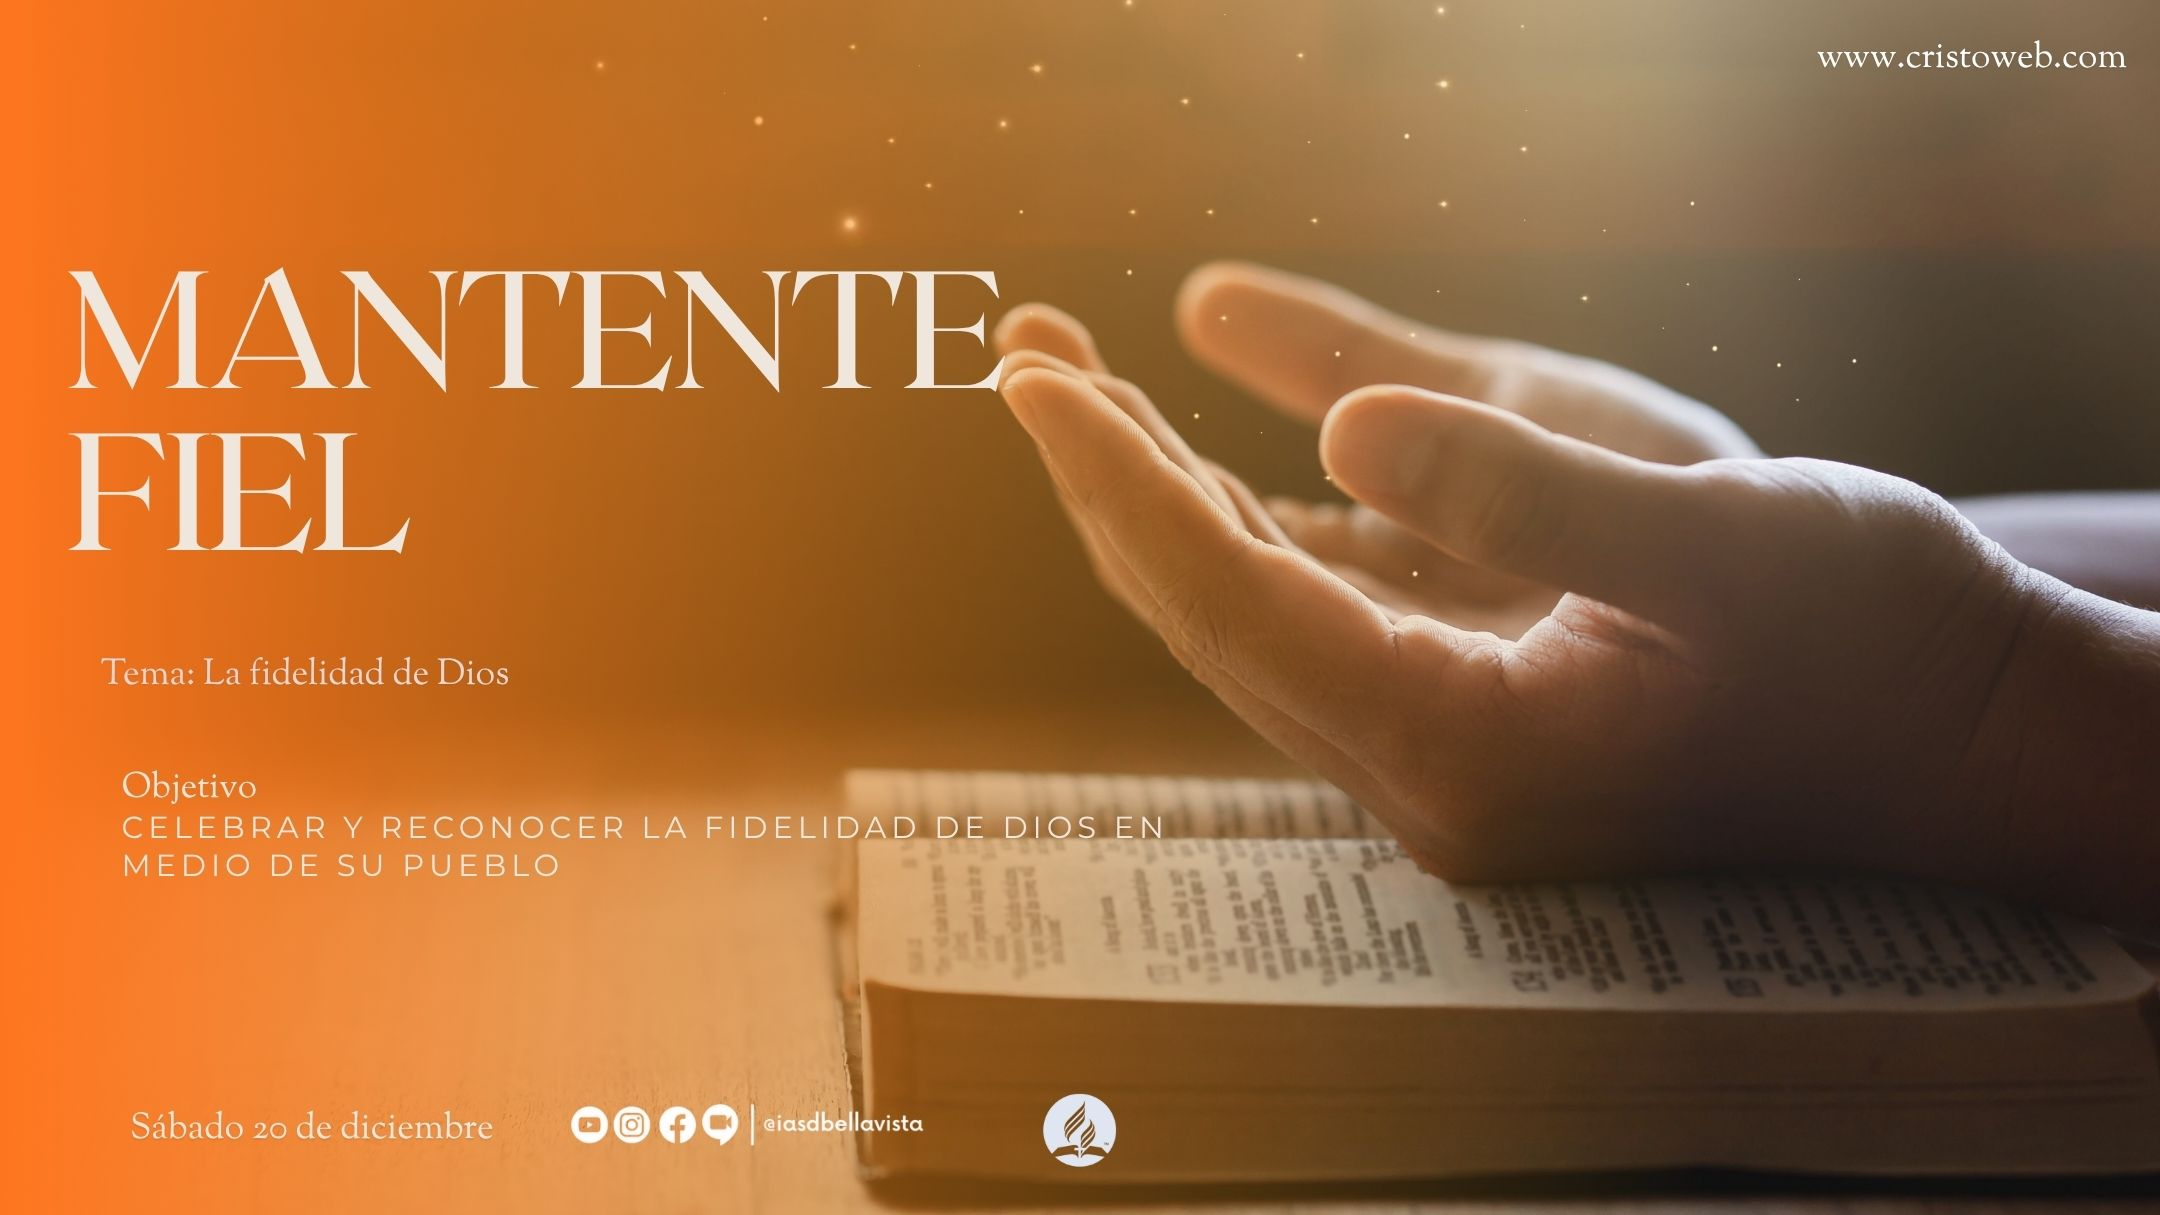 www.cristoweb.com
MANTENTE
FIEL
Tema: La fidelidad de Dios
Objetivo
CELEBRAR Y RECONOCER LA FIDELIDAD DE DIOS EN
MEDIO DE SU PUEBLO
Sábado 20 de diciembre
@iasdbellavista